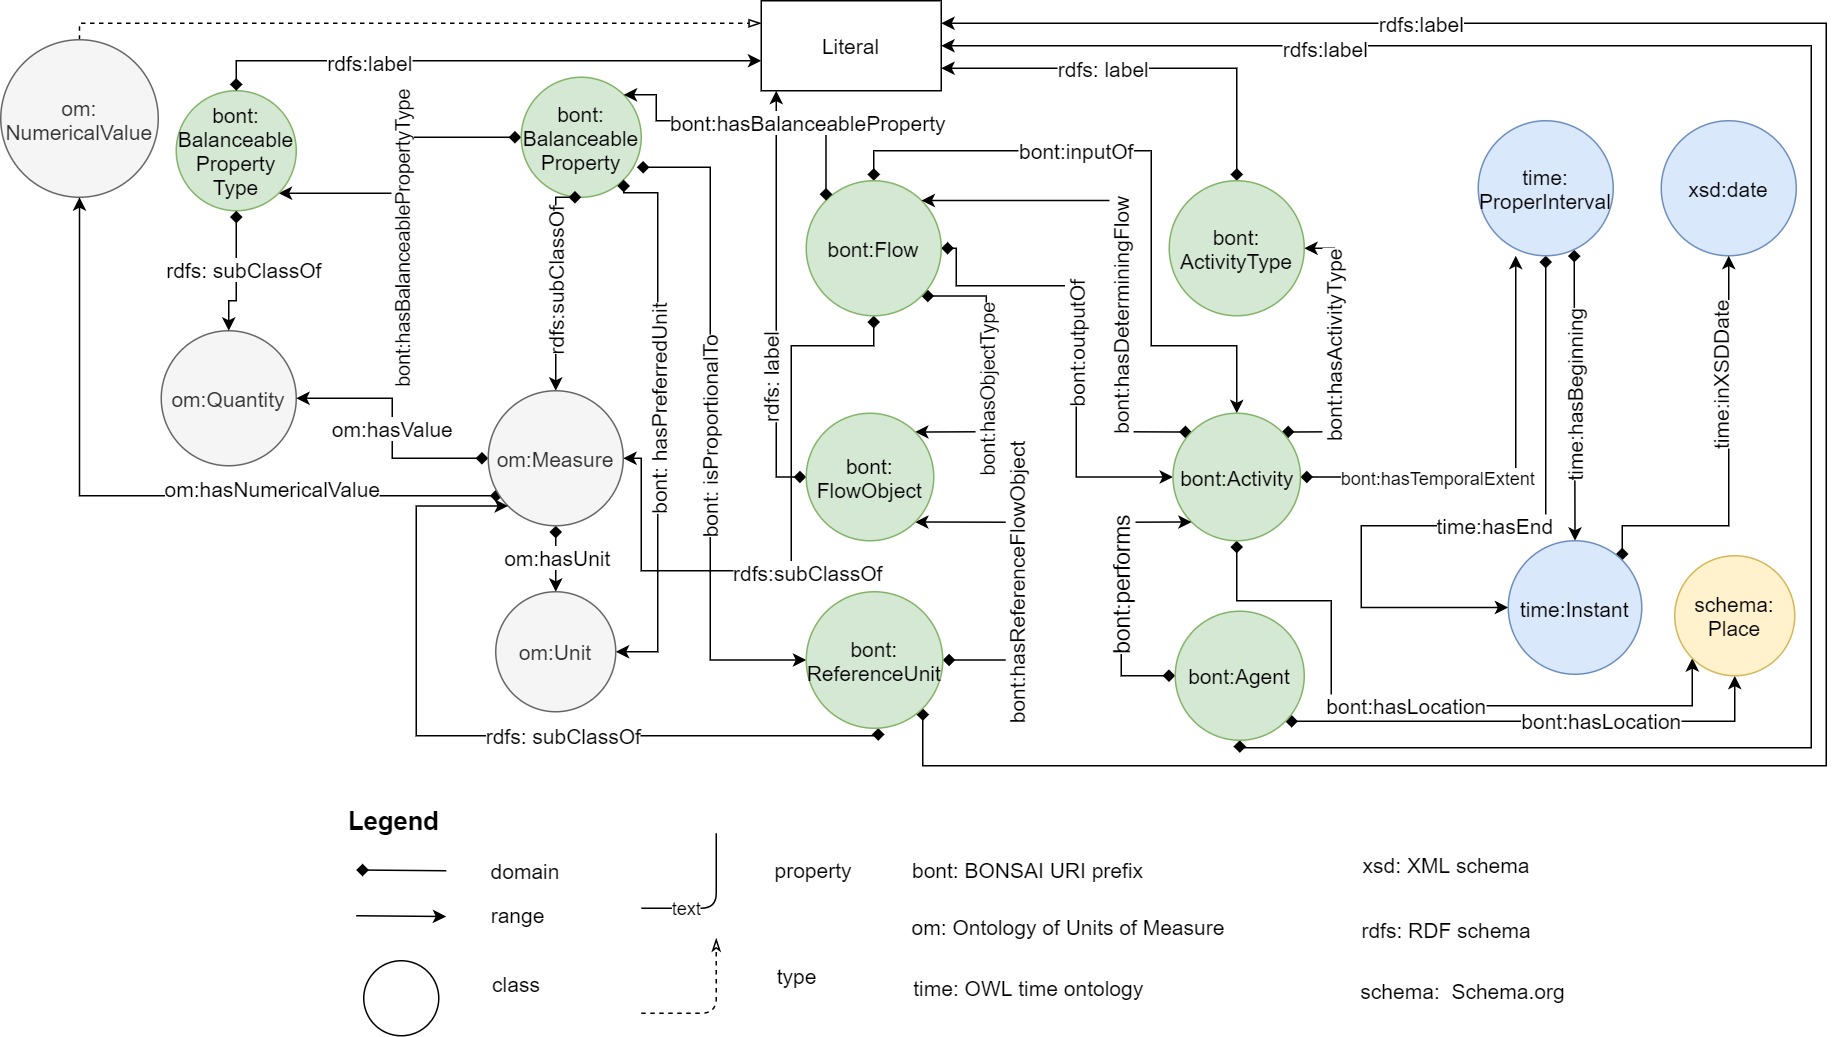 rdfs:label
rdfs:label
rdfs:label
rdfs: label
Literal
om:
NumericalValue
bont:
Balanceable
Property
Type
bont:hasBalanceablePropertyType
bont:
Balanceable
Property
bont:hasBalanceableProperty
bont:inputOf
bont:Flow
bont:hasDeterminingFlow
bont:
ActivityType
bont:hasActivityType
time:
ProperInterval
xsd:date
rdfs: subClassOf
rdfs:subClassOf
bont: hasPreferredUnit
bont: isProportionalTo
rdfs: label
bont:hasObjectType
bont:outputOf
time:hasBeginning
time:inXSDDate
om:Quantity
om:hasValue
om:Measure
om:hasNumericalValue
bont:
FlowObject
bont:hasReferenceFlowObject
bont:Activity
bont:hasTemporalExtent
time:hasEnd
om:hasUnit
rdfs:subClassOf
bont:performs
time:Instant
schema:
Place
om:Unit
bont:
ReferenceUnit
bont:Agent
bont:hasLocation
bont:hasLocation
rdfs: subClassOf
Legend
domain
range
class
text
property
type
bont: BONSAI URI prefix
om: Ontology of Units of Measure
time: OWL time ontology
xsd: XML schema
rdfs: RDF schema
schema:  Schema.org